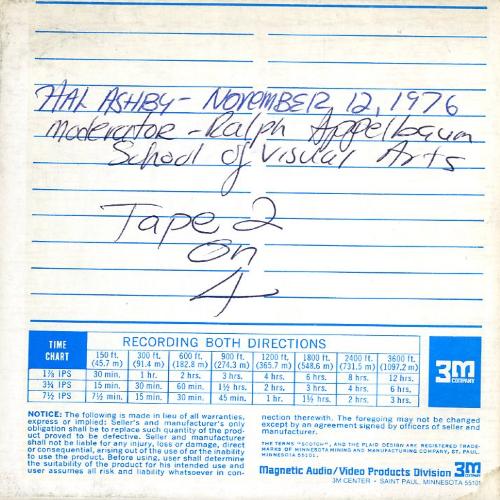 HAL ASHBY - NOVEMBER, 12, 1976
Moderator - Ralph Appelbaum
School of Visual Arts
Tape 2
On
4
TIME CHART
RECORDING BOTH DIRECTIONS
150 ft. (45.7 m) 300 ft. (91.4 m) 600 ft. (182.8 m) 900 ft. (274.3 m) 1200 ft. (365.7 m) 1800 ft. (548.6 m) 2400 ft. (731.5 m) 3600 ft. (1097.2 m)
1⅞ IPS 30 min. 1 hr. 2 hrs. 3 hrs. 4 hrs. 6 hrs. 8 hrs. 12 hrs.
3¾ IPS 15 min. 30 min. 60 min. 1½ hrs. 2 hrs. 3 hrs. 4 hrs. 6 hrs.
7½ IPS 7½ min. 15 min. 30 min. 45 min. 1 hr. 1½ hrs. 2 hrs. 3 hrs.
3M
COMPANY
NOTICE: The following is made in lieu of all warranties,
express or implied: Seller's and manufacturer's only
obligation shall be to replace such quantity of the prod-
uct proved to be defective. Seller and manufacturer
shall not be liable for any injury, loss or damage, direct
or consequential, arising out of the use of or the inability
to use the product. Before using, user shall determine
the suitability of the product for his intended use and
user assumes all risk and liability whatsoever in con-
nection therewith. The foregoing may not be changed
except by an agreement signed by officers of seller and
manufacturer.
THE TERMS "SCOTCH", AND THE PLAID DESIGN ARE REGISTERED TRADE-
MARKS OF MINNESOTA MINING AND MANUFACTURING COMPANY, ST. PAUL,
MINNESOTA 55101.
Magnetic Audio/Video Products Division 3M COMPANY
3M CENTER • SAINT PAUL, MINNESOTA 55101